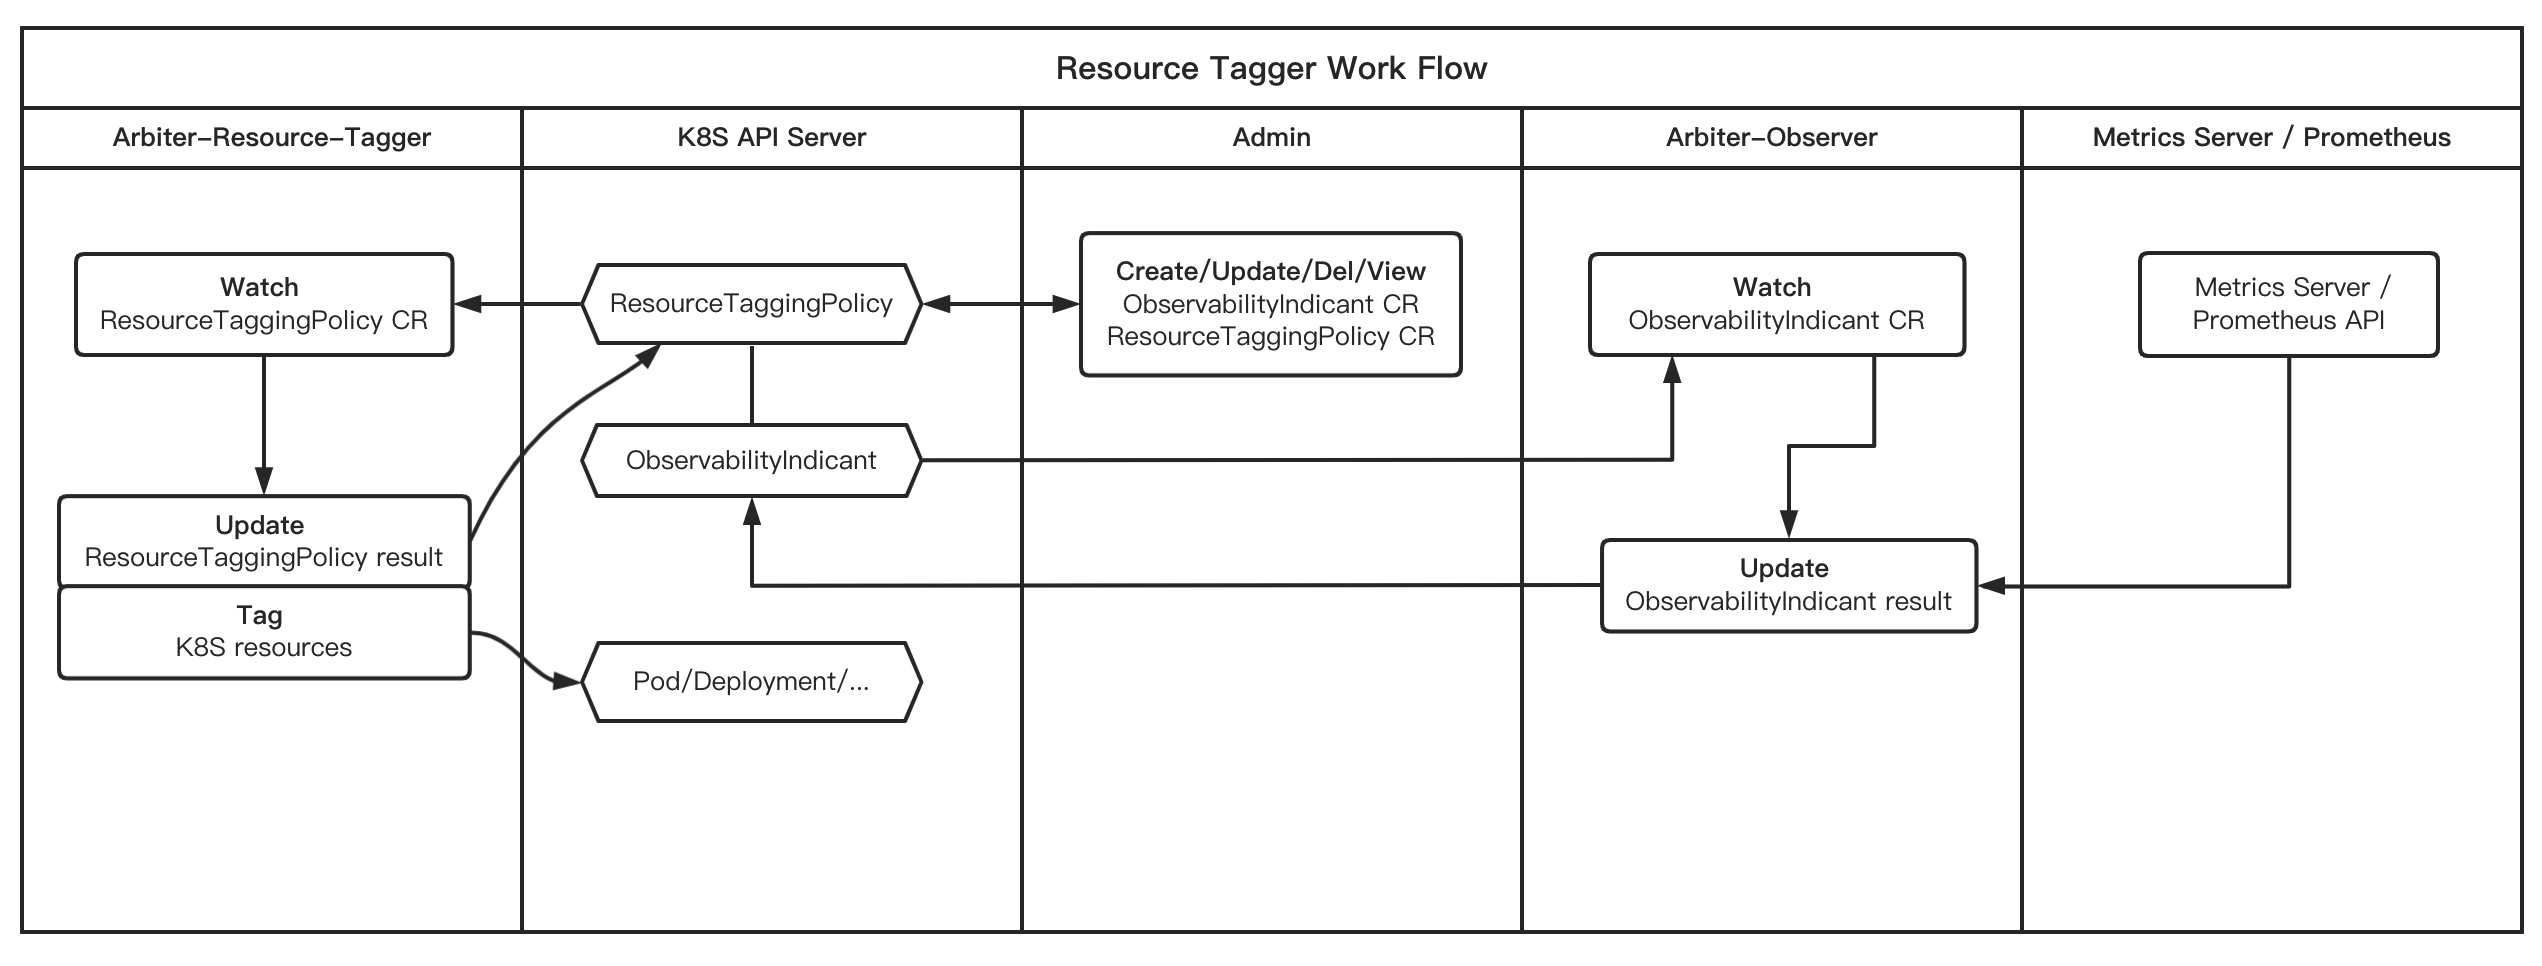 Resource Tagger Work Flow
Arbiter–Resource–Tagger
K8S API Server
Admin
Arbiter–Observer
Metrics Server / Prometheus
Watch
ResourceTaggingPolicy CR
ResourceTaggingPolicy
Create/Update/Del/View
ObservabilityIndicant CR
ResourceTaggingPolicy CR
Watch
ObservabilityIndicant CR
Metrics Server /
Prometheus API
ObservabilityIndicant
Update
ResourceTaggingPolicy result
Update
ObservabilityIndicant result
Tag
K8S resources
Pod/Deployment/...